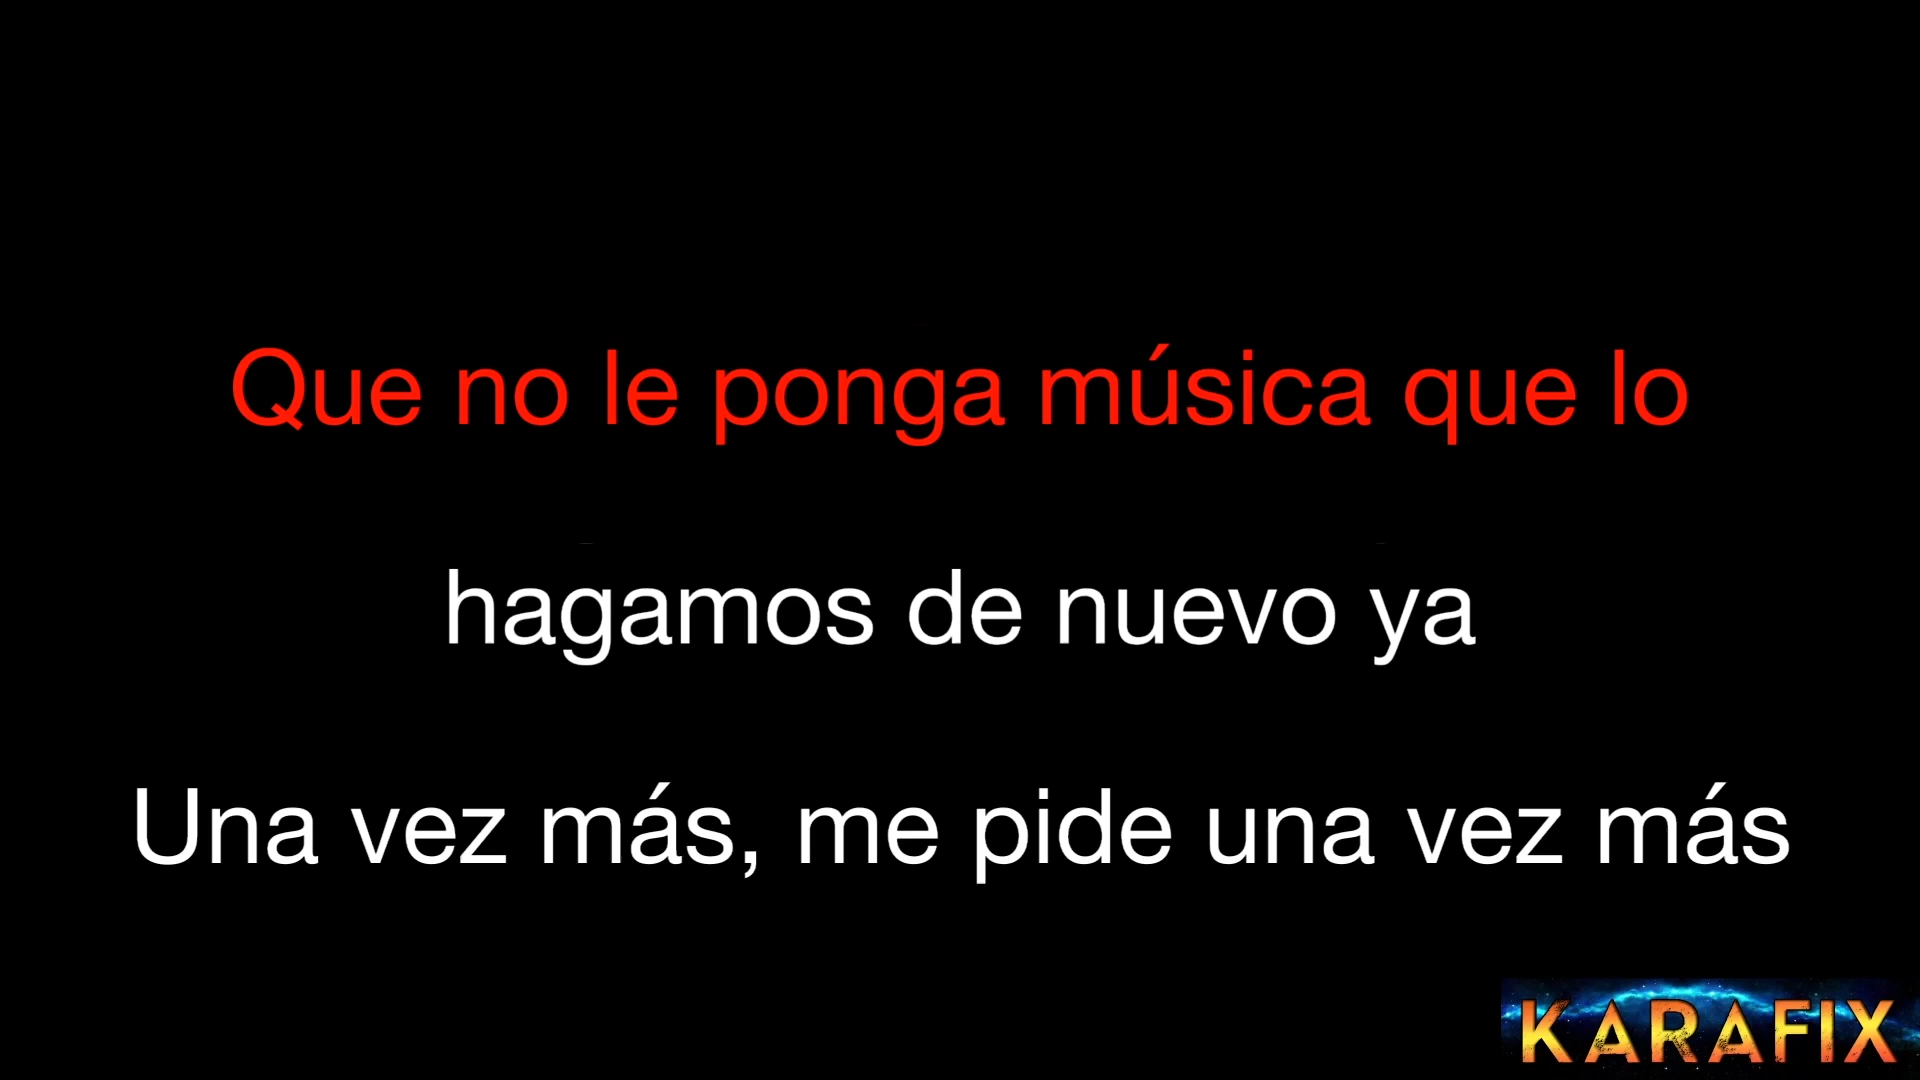 Que no le ponga música que lo
hagamos de nuevo ya
Una vez más, me pide una vez más
KARAFIX